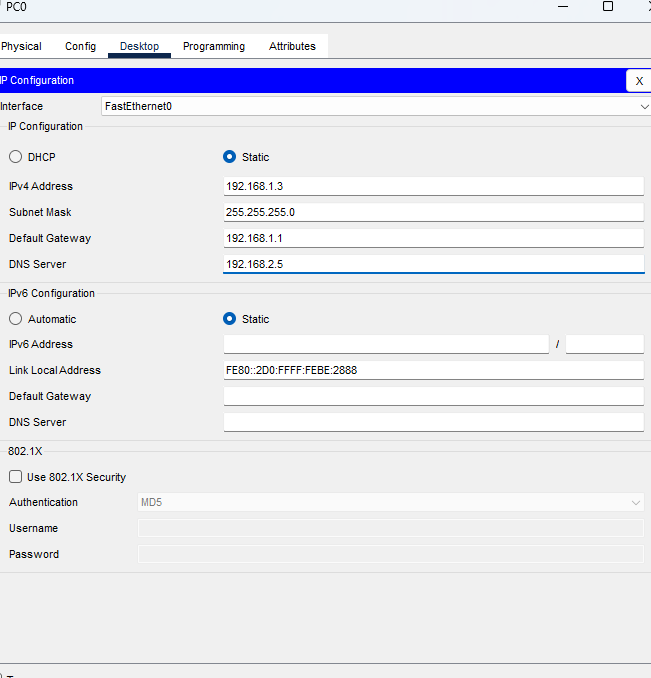 PC0
Physical Config Desktop Programming Attributes
IP Configuration
X
Interface FastEthernet0
IP Configuration
DHCP Static
IPv4 Address 192.168.1.3
Subnet Mask 255.255.255.0
Default Gateway 192.168.1.1
DNS Server 192.168.2.5
IPv6 Configuration
Automatic Static
IPv6 Address /
Link Local Address FE80::2D0:FFFF:FEBE:2888
Default Gateway
DNS Server
802.1X
Use 802.1X Security
Authentication MD5
Username
Password